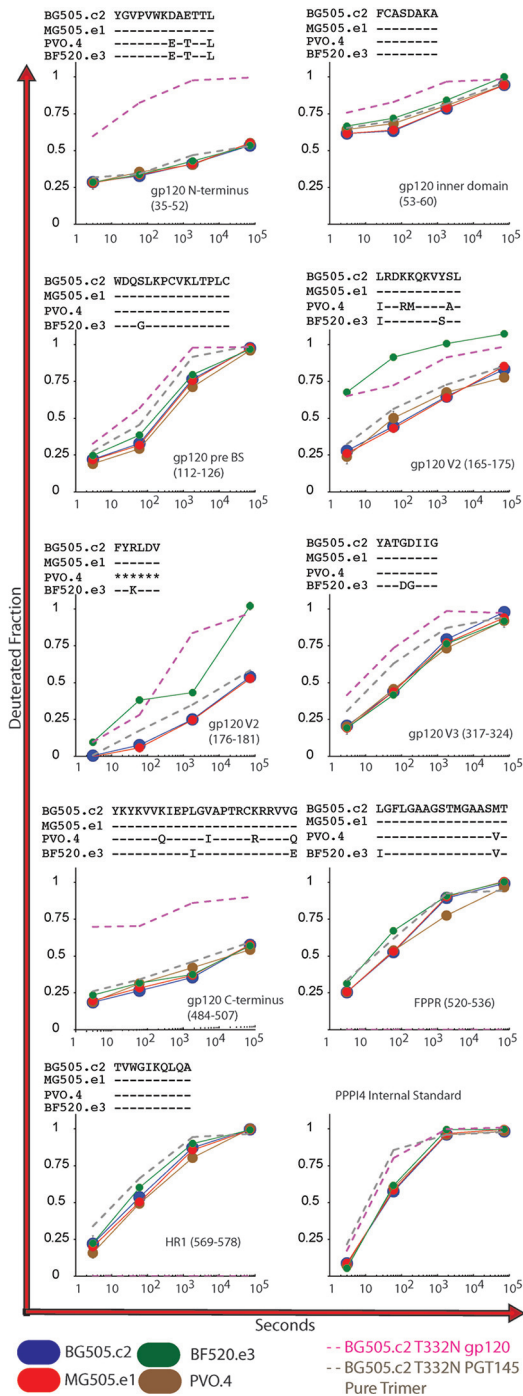 BG505.c2 YGVPVWKDAETTL
MG505.e1 -------------
PVO.4 --------E-T--L
BF520.e3 --------E-T--L
1
0.75
0.5
0.25
0
gp120 N-terminus
(35-52)
1 10 10² 10³ 10⁴ 10⁵
BG505.c2 FCASDAKA
MG505.e1 --------
PVO.4 --------
BF520.e3 --------
1
0.75
0.5
0.25
0
gp120 inner domain
(53-60)
1 10 10² 10³ 10⁴ 10⁵
BG505.c2 WDQSLKPCVKLTPLC
MG505.e1 ---------------
PVO.4 ---------------
BF520.e3 ---G-----------
1
0.75
0.5
0.25
0
gp120 pre BS
(112-126)
1 10 10² 10³ 10⁴ 10⁵
BG505.c2 LRDKKQKVYSL
MG505.e1 -----------
PVO.4 I--RM----A-
BF520.e3 I--------S-
1
0.75
0.5
0.25
0
gp120 V2 (165-175)
1 10 10² 10³ 10⁴ 10⁵
BG505.c2 FYRLDV
MG505.e1 ------
PVO.4 ******
BF520.e3 --K---
1
0.75
0.5
0.25
0
gp120 V2
(176-181)
1 10 10² 10³ 10⁴ 10⁵
BG505.c2 YATGDIIG
MG505.e1 --------
PVO.4 --------
BF520.e3 ---DG---
1
0.75
0.5
0.25
0
gp120 V3 (317-324)
1 10 10² 10³ 10⁴ 10⁵
BG505.c2 YKYKVVKIEPLGVAPTRCKRRVVG
MG505.e1 ------------------------
PVO.4 -------Q-----I-----R----Q
BF520.e3 -----------I------------E
1
0.75
0.5
0.25
0
gp120 C-terminus
(484-507)
1 10 10² 10³ 10⁴ 10⁵
BG505.c2 LGFLGAAGSTMGAASMT
MG505.e1 -----------------
PVO.4 ---------------V-
BF520.e3 I--------------V-
1
0.75
0.5
0.25
0
FPPR (520-536)
1 10 10² 10³ 10⁴ 10⁵
BG505.c2 TVWGIKQLQA
MG505.e1 ----------
PVO.4 ----------
BF520.e3 ----------
1
0.75
0.5
0.25
0
HR1 (569-578)
1 10 10² 10³ 10⁴ 10⁵
PPPI4 Internal Standard
1
0.75
0.5
0.25
0
1 10 10² 10³ 10⁴ 10⁵
Deuterated Fraction
Seconds
BG505.c2
BF520.e3
MG505.e1
PVO.4
BG505.c2 T332N gp120
BG505.c2 T332N PGT145
Pure Trimer